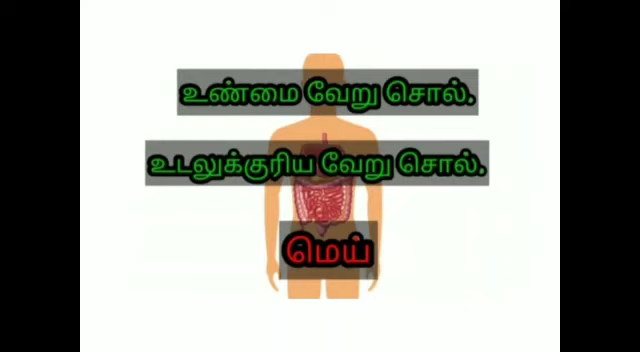 உண்மை வேறு சொல்.
உடலுக்குரிய வேறு சொல்.
மெய்